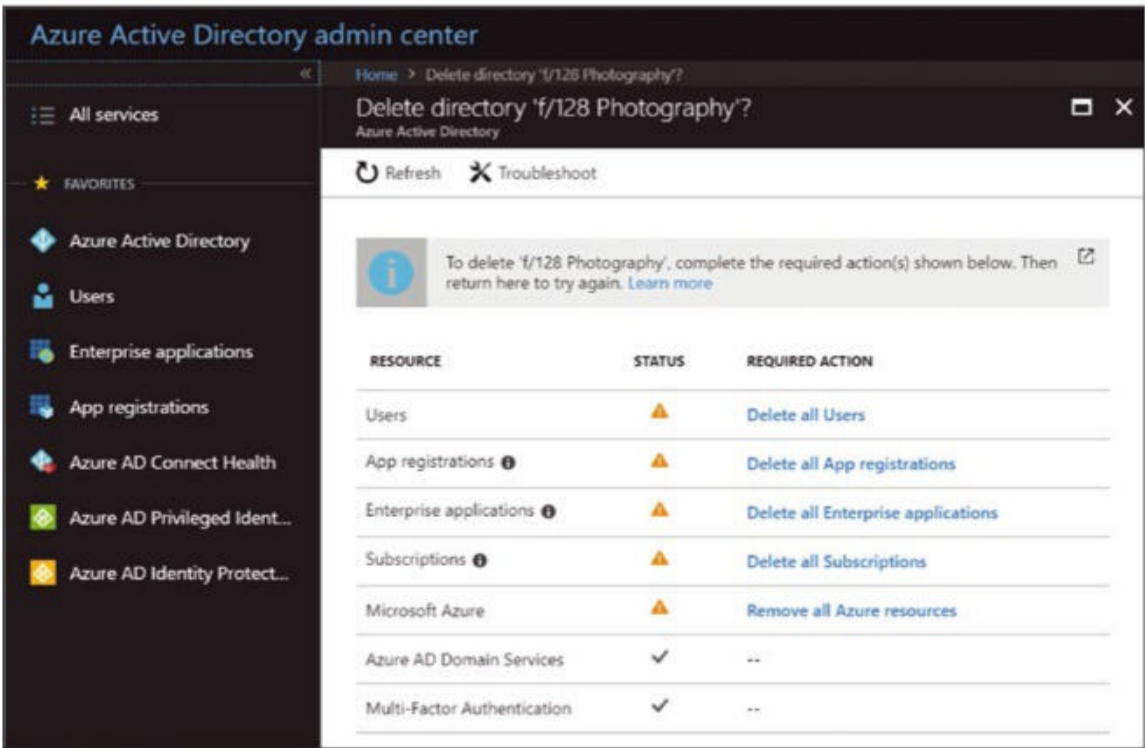 Azure Active Directory admin center
«
Home > Delete directory 'f/128 Photography'?
Delete directory 'f/128 Photography'?
Azure Active Directory
All services
FAVORITES
Azure Active Directory
Users
Enterprise applications
App registrations
Azure AD Connect Health
Azure AD Privileged Ident...
Azure AD Identity Protect...
Refresh Troubleshoot
To delete 'f/128 Photography', complete the required action(s) shown below. Then
return here to try again. Learn more
RESOURCE STATUS REQUIRED ACTION
Users Delete all Users
App registrations Delete all App registrations
Enterprise applications Delete all Enterprise applications
Subscriptions Delete all Subscriptions
Microsoft Azure Remove all Azure resources
Azure AD Domain Services --
Multi-Factor Authentication --